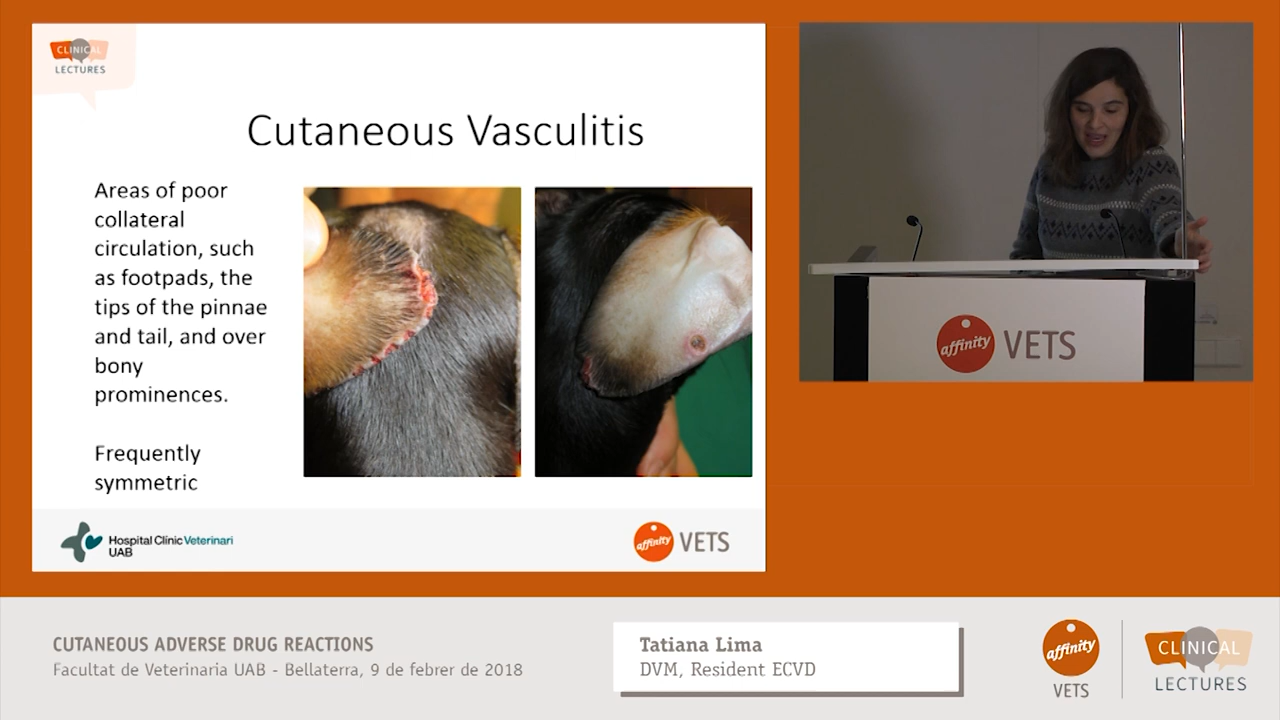 CLINICAL
LECTURES
Cutaneous Vasculitis
Areas of poor
collateral
circulation, such
as footpads, the
tips of the pinnae
and tail, and over
bony
prominences.
Frequently
symmetric
Hospital Clínic Veterinari
UAB
affinity VETS
affinity VETS
CUTANEOUS ADVERSE DRUG REACTIONS
Facultat de Veterinaria UAB - Bellaterra, 9 de febrer de 2018
Tatiana Lima
DVM, Resident ECVD
affinity
VETS
CLINICAL
LECTURES